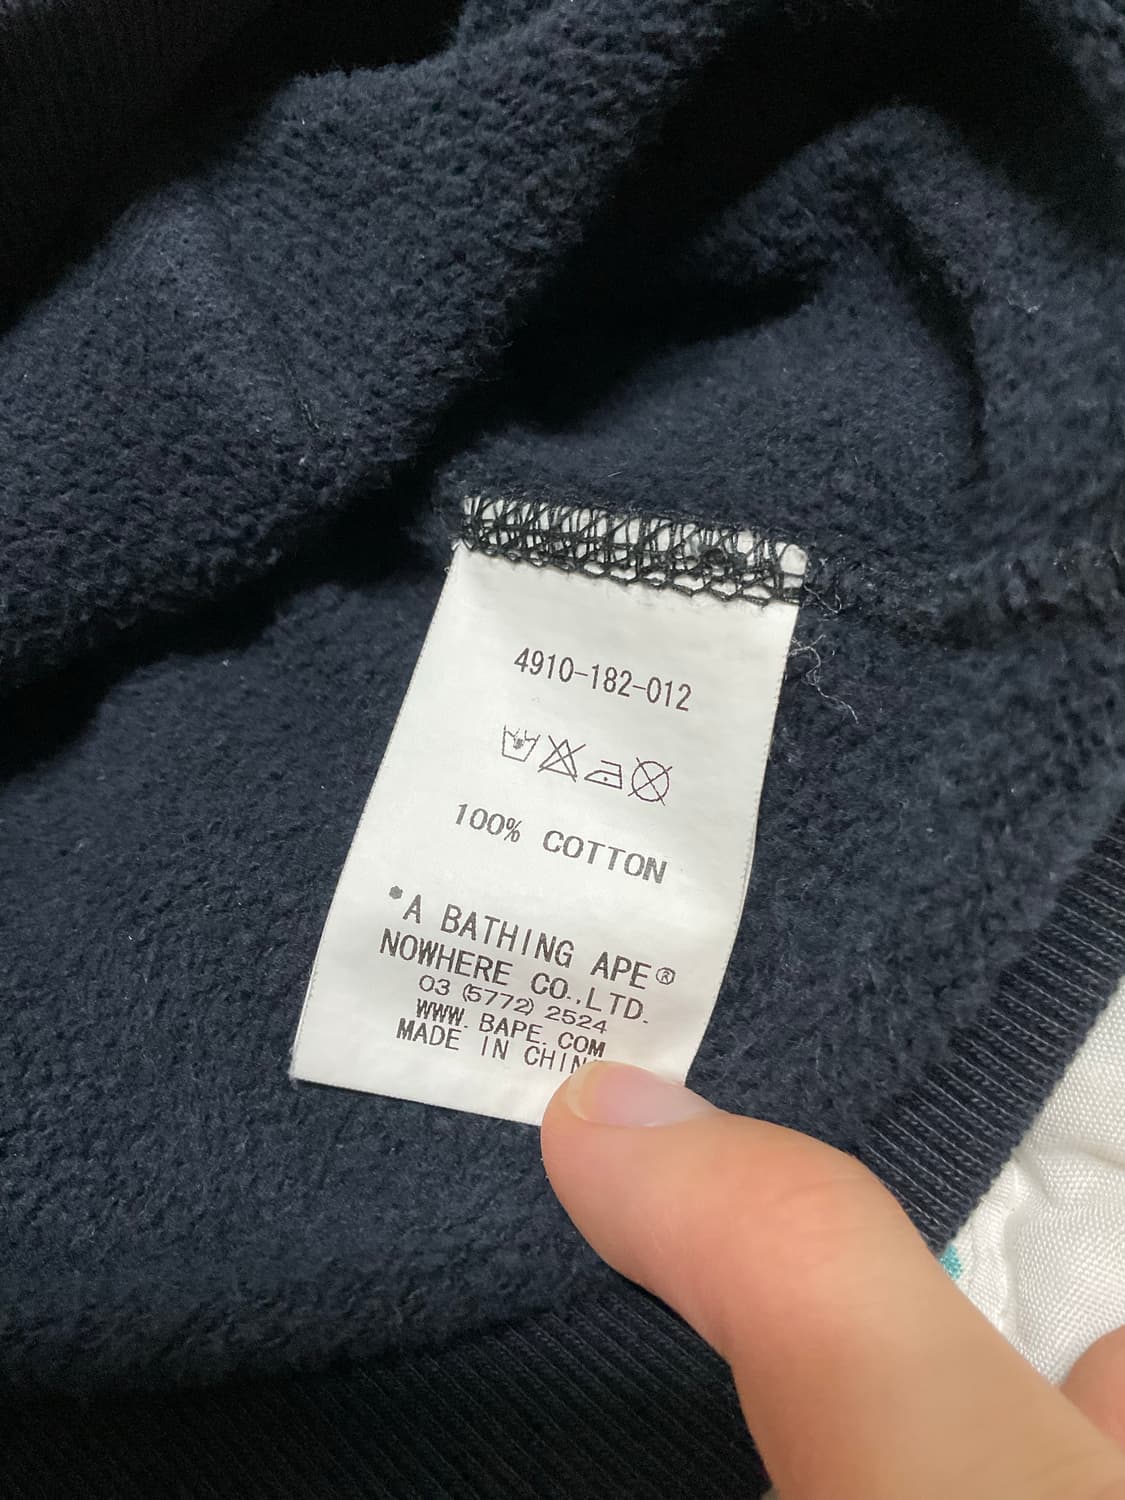 4910-182-012
100% COTTON
*A BATHING APE®
NOWHERE CO.,LTD.
03 (5772) 2524
WWW. BAPE. COM
MADE IN CHIN